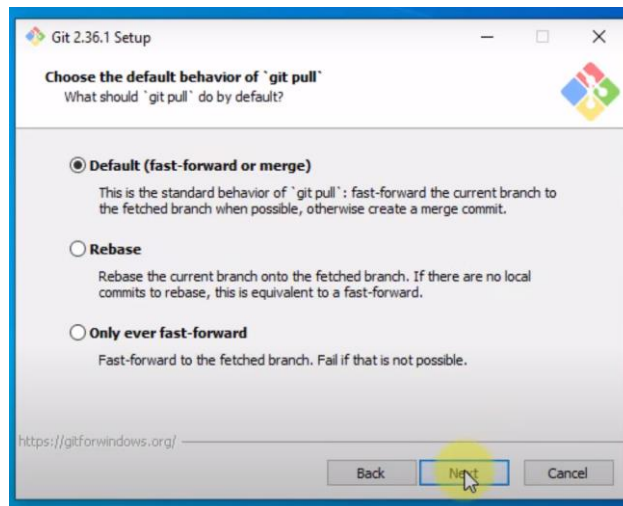 Git 2.36.1 Setup
Choose the default behavior of `git pull`
What should `git pull` do by default?
Default (fast-forward or merge)
This is the standard behavior of `git pull`: fast-forward the current branch to
the fetched branch when possible, otherwise create a merge commit.
Rebase
Rebase the current branch onto the fetched branch. If there are no local
commits to rebase, this is equivalent to a fast-forward.
Only ever fast-forward
Fast-forward to the fetched branch. Fail if that is not possible.
https://gitforwindows.org/
Back Next Cancel